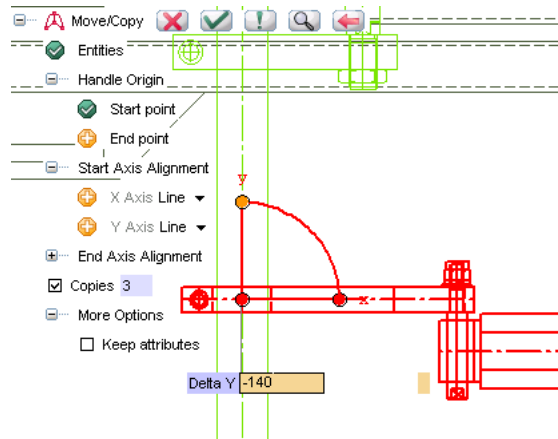 Move/Copy
Entities
Handle Origin
Start point
End point
Start Axis Alignment
X Axis Line
Y Axis Line
End Axis Alignment
Copies 3
More Options
Keep attributes
y
x
Delta Y -140